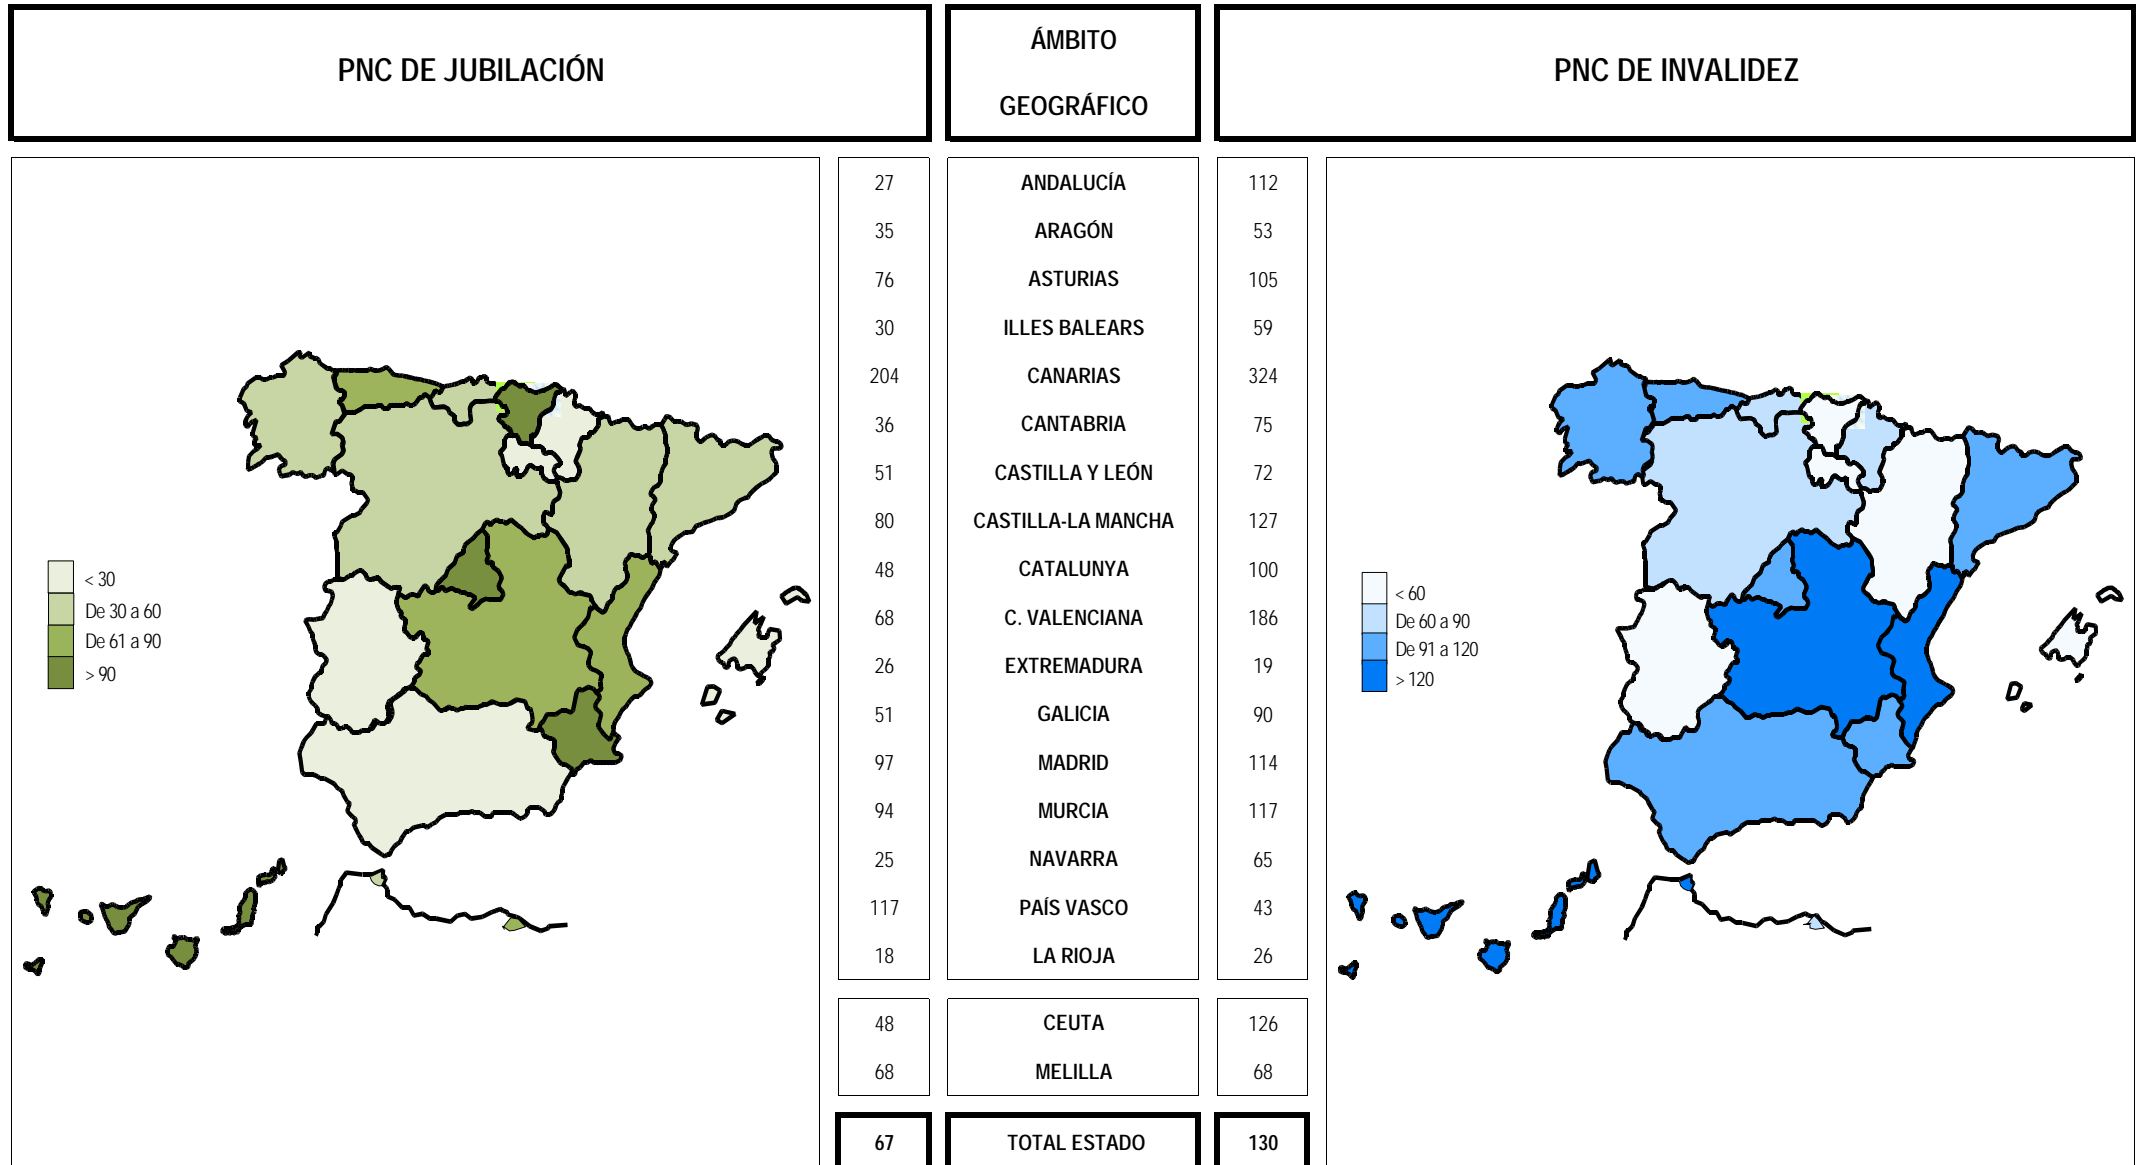 PNC DE JUBILACIÓN
ÁMBITO
GEOGRÁFICO
PNC DE INVALIDEZ
27 ANDALUCÍA 112
35 ARAGÓN 53
76 ASTURIAS 105
30 ILLES BALEARS 59
204 CANARIAS 324
36 CANTABRIA 75
51 CASTILLA Y LEÓN 72
80 CASTILLA-LA MANCHA 127
48 CATALUNYA 100
68 C. VALENCIANA 186
26 EXTREMADURA 19
51 GALICIA 90
97 MADRID 114
94 MURCIA 117
25 NAVARRA 65
117 PAÍS VASCO 43
18 LA RIOJA 26
48 CEUTA 126
68 MELILLA 68
67 TOTAL ESTADO 130
< 30
De 30 a 60
De 61 a 90
> 90
< 60
De 60 a 90
De 91 a 120
> 120